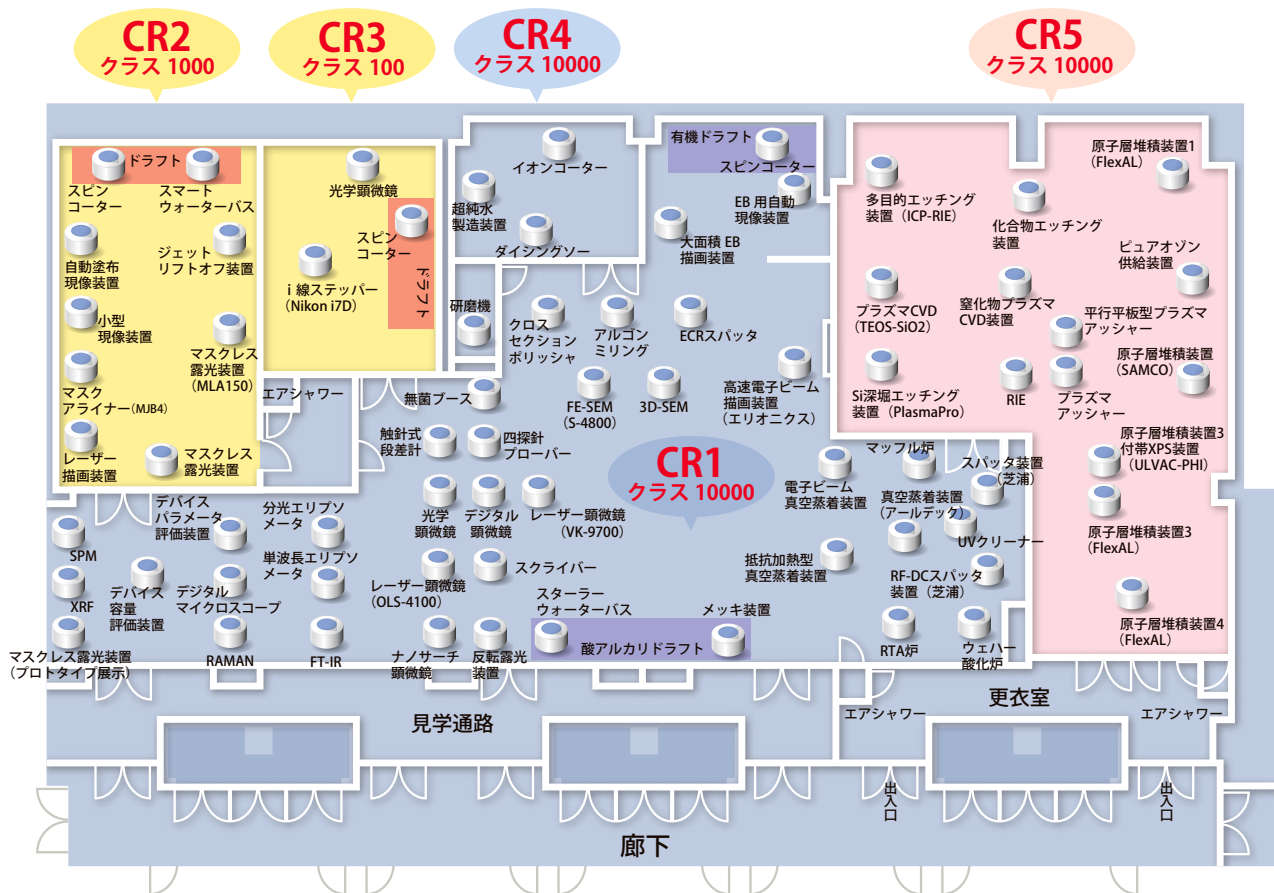 CR2
クラス 1000
CR3
クラス 100
CR4
クラス 10000
CR5
クラス 10000
ドラフト
スピン
コーター
スマート
ウォーターバス
自動塗布
現像装置
ジェット
リフトオフ装置
小型
現像装置
マスクレス
露光装置
(MLA150)
マスク
アライナー(MJB4)
レーザー
描画装置
マスクレス
露光装置
光学顕微鏡
スピン
コーター
ドラフト
i 線ステッパー
(Nikon i7D)
エアシャワー
イオンコーター
超純水
製造装置
ダイシングソー
研磨機
有機ドラフト
スピンコーター
EB 用自動
現像装置
大面積 EB
描画装置
クロス
セクション
ポリッシャ
アルゴン
ミリング
ECRスパッタ
無菌ブース
FE-SEM
(S-4800)
3D-SEM
高速電子ビーム
描画装置
(エリオニクス)
触針式
段差計
四探針
プローバー
CR1
クラス 10000
光学
顕微鏡
デジタル
顕微鏡
レーザー顕微鏡
(VK-9700)
電子ビーム
真空蒸着装置
マッフル炉
スパッタ装置
(芝浦)
真空蒸着装置
(アールデック)
UVクリーナー
抵抗加熱型
真空蒸着装置
RF-DCスパッタ
装置(芝浦)
RTA炉
ウェハー
酸化炉
SPM
デバイス
パラメータ
評価装置
分光エリプソ
メータ
単波長エリプソ
メータ
XRF
デバイス
容量
評価装置
デジタル
マイクロスコープ
レーザー顕微鏡
(OLS-4100)
スクライバー
スターラー
ウォーターバス
メッキ装置
酸アルカリドラフト
マスクレス露光装置
(プロトタイプ展示)
RAMAN
FT-IR
ナノサーチ
顕微鏡
反転露光
装置
多目的エッチング
装置(ICP-RIE)
化合物エッチング
装置
原子層堆積装置1
(FlexAL)
ピュアオゾン
供給装置
プラズマCVD
(TEOS-SiO2)
窒化物プラズマ
CVD装置
平行平板型プラズマ
アッシャー
原子層堆積装置
(SAMCO)
Si深堀エッチング
装置(PlasmaPro)
RIE
プラズマ
アッシャー
原子層堆積装置3
付帯XPS装置
(ULVAC-PHI)
原子層堆積装置3
(FlexAL)
原子層堆積装置4
(FlexAL)
見学通路
エアシャワー
更衣室
エアシャワー
出入口
出入口
廊下